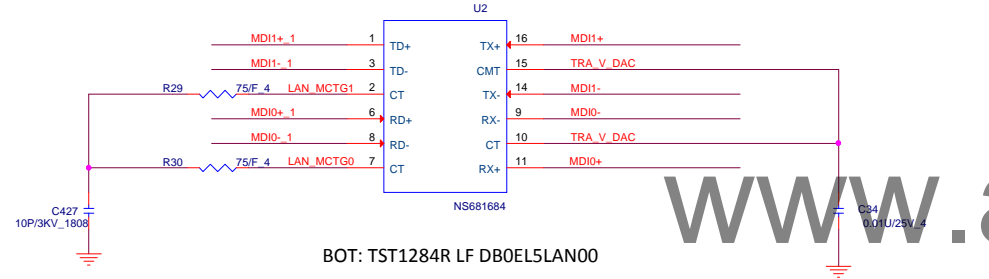 U2
MDI1+_1 1 TD+ TX+ 16 MDI1+
MDI1-_1 3 TD- CMT 15 TRA_V_DAC
R29 75/F_4 LAN_MCTG1 2 CT TX- 14 MDI1-
MDI0+_1 6 RD+ RX- 9 MDI0-
MDI0-_1 8 RD- CT 10 TRA_V_DAC
R30 75/F_4 LAN_MCTG0 7 CT RX+ 11 MDI0+
NS681684
www.a
C427
10P/3KV_1808
C34
0.01U/25V_4
BOT: TST1284R LF DB0EL5LAN00